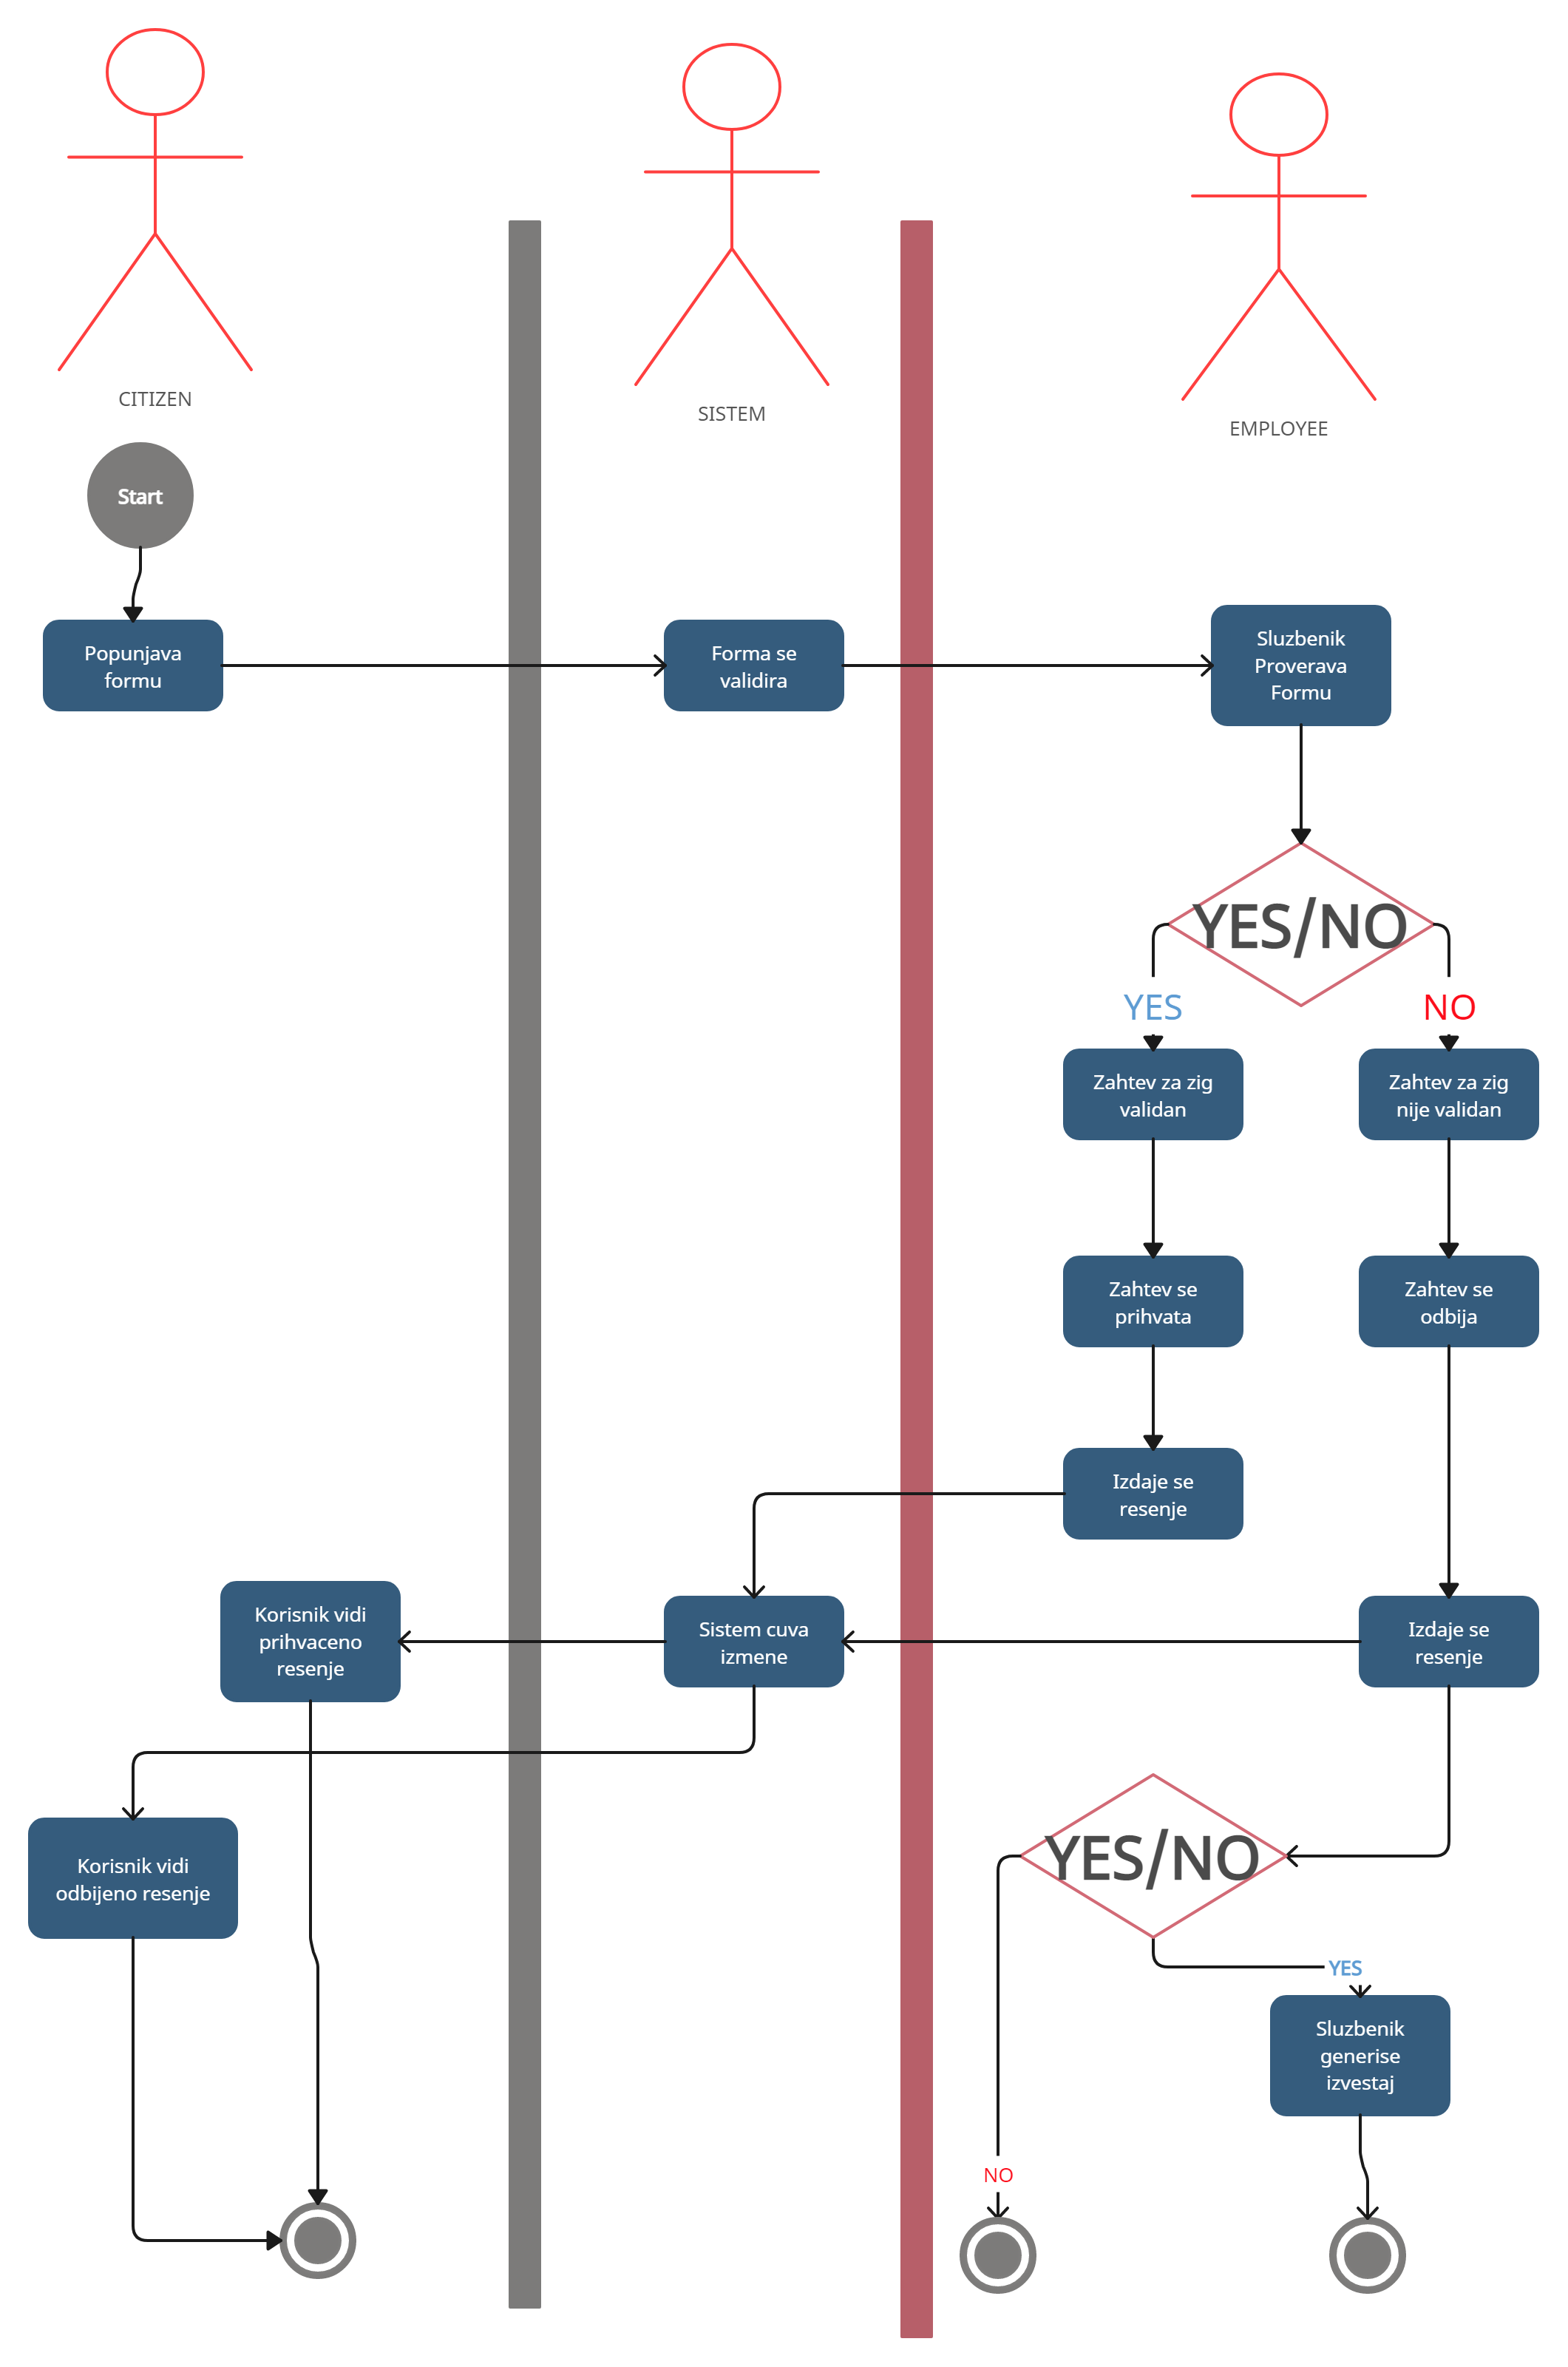 CITIZEN
SISTEM
EMPLOYEE
Start
Popunjava
formu
Forma se
validira
Sluzbenik
Proverava
Formu
YES/NO
YES
NO
Zahtev za zig
validan
Zahtev za zig
nije validan
Zahtev se
prihvata
Zahtev se
odbija
Izdaje se
resenje
Korisnik vidi
prihvaceno
resenje
Sistem cuva
izmene
Izdaje se
resenje
Korisnik vidi
odbijeno resenje
YES/NO
YES
Sluzbenik
generise
izvestaj
NO